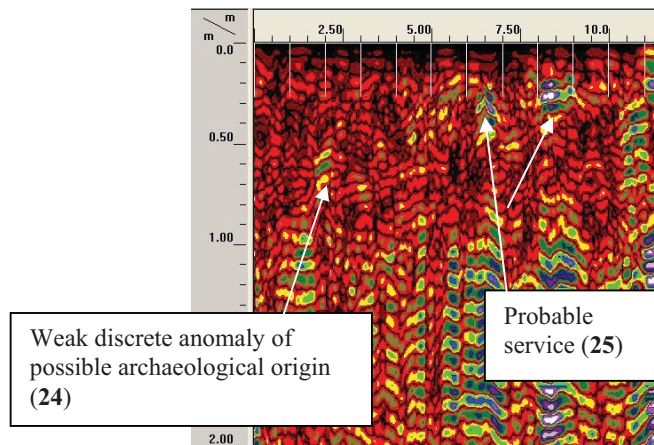 m
m
2.50 5.00 7.50 10.0
0.0
0.50
1.00
2.00
Weak discrete anomaly of
possible archaeological origin
(24)
Probable
service (25)